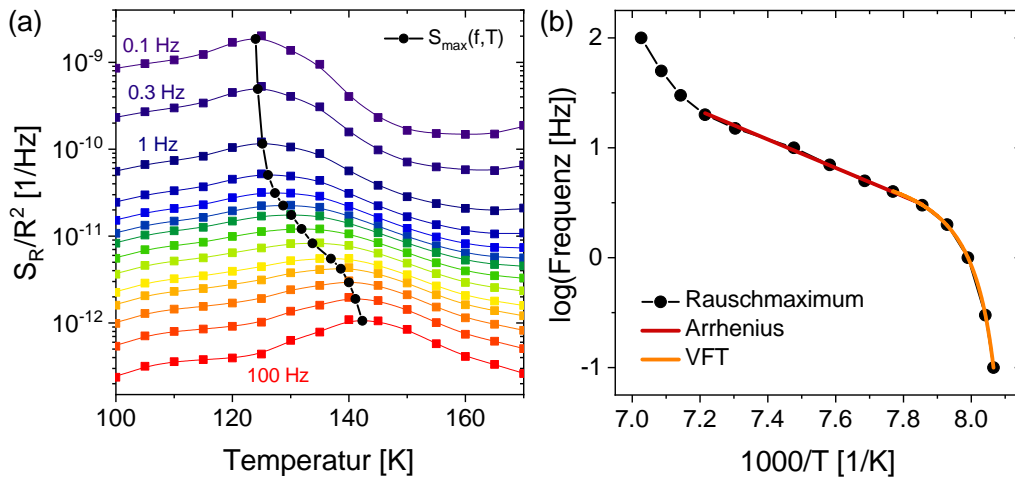 (a)
0.1 Hz
0.3 Hz
1 Hz
100 Hz
S_max(f,T)
S_R/R² [1/Hz]
10⁻⁹
10⁻¹⁰
10⁻¹¹
10⁻¹²
100 120 140 160
Temperatur [K]
(b)
log(Frequenz [Hz])
2
1
0
-1
Rauschmaximum
Arrhenius
VFT
7.0 7.2 7.4 7.6 7.8 8.0
1000/T [1/K]